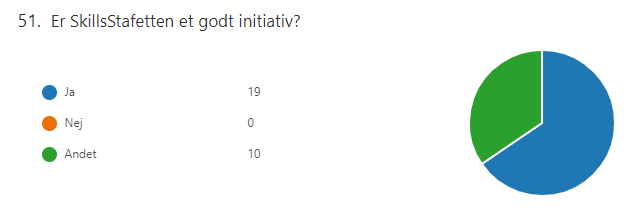 51. Er SkillsStafetten et godt initiativ?
Ja 19
Nej 0
Andet 10